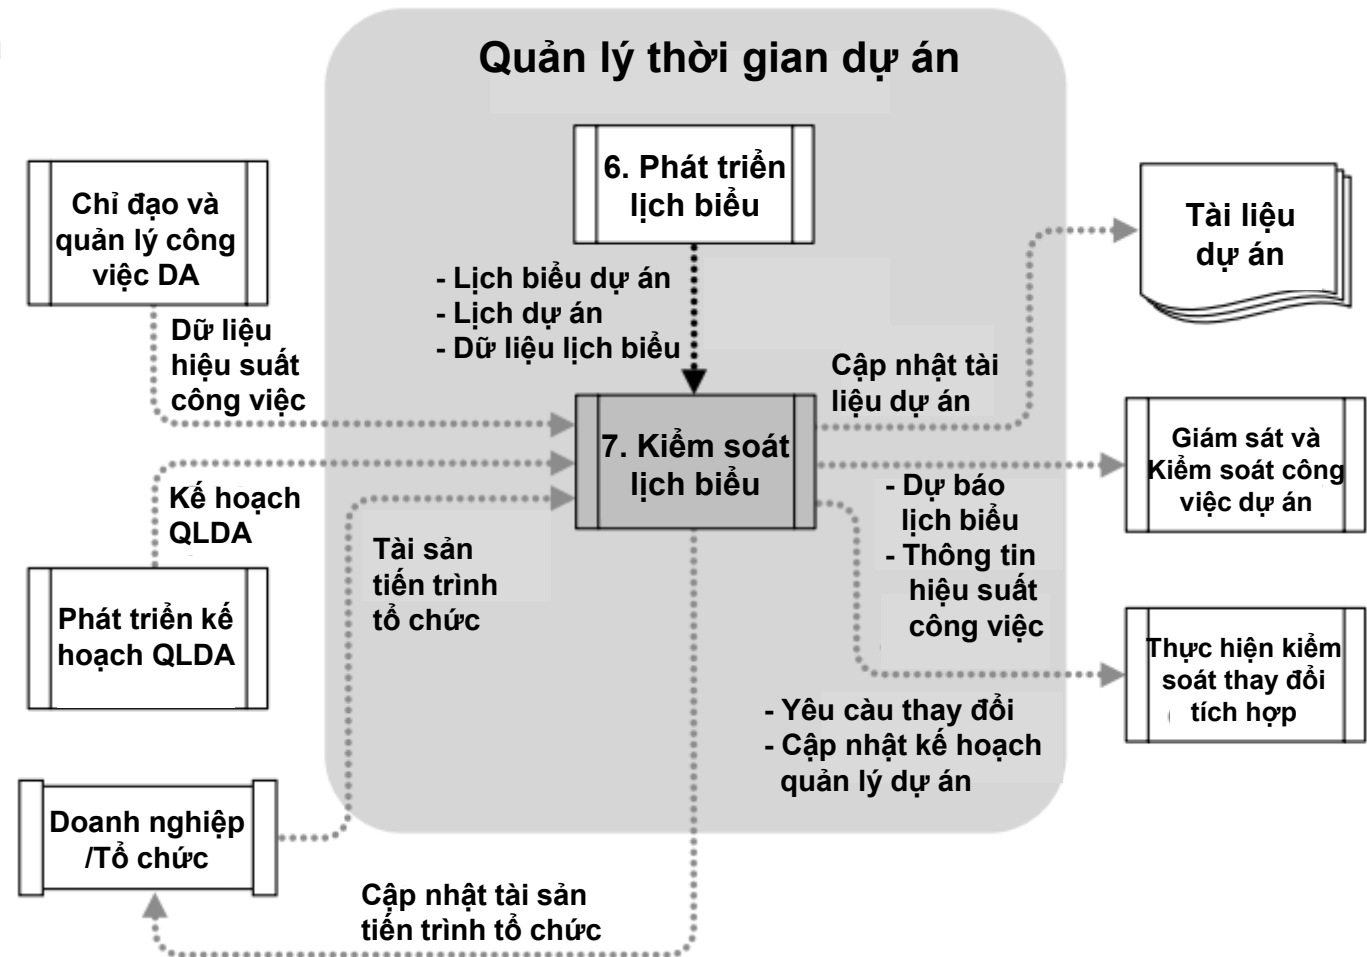 Quản lý thời gian dự án
6. Phát triển
lịch biểu
Chỉ đạo và
quản lý công
việc DA
Tài liệu
dự án
- Lịch biểu dự án
- Lịch dự án
- Dữ liệu lịch biểu
Dữ liệu
hiệu suất
công việc
Cập nhật tài
liệu dự án
7. Kiểm soát
lịch biểu
Giám sát và
Kiểm soát công
việc dự án
Kế hoạch
QLDA
- Dự báo
lịch biểu
- Thông tin
hiệu suất
công việc
Tài sản
tiến trình
tổ chức
Phát triển kế
hoạch QLDA
Thực hiện kiểm
soát thay đổi
tích hợp
- Yêu càu thay đổi
- Cập nhật kế hoạch
quản lý dự án
Doanh nghiệp
/Tổ chức
Cập nhật tài sản
tiến trình tổ chức